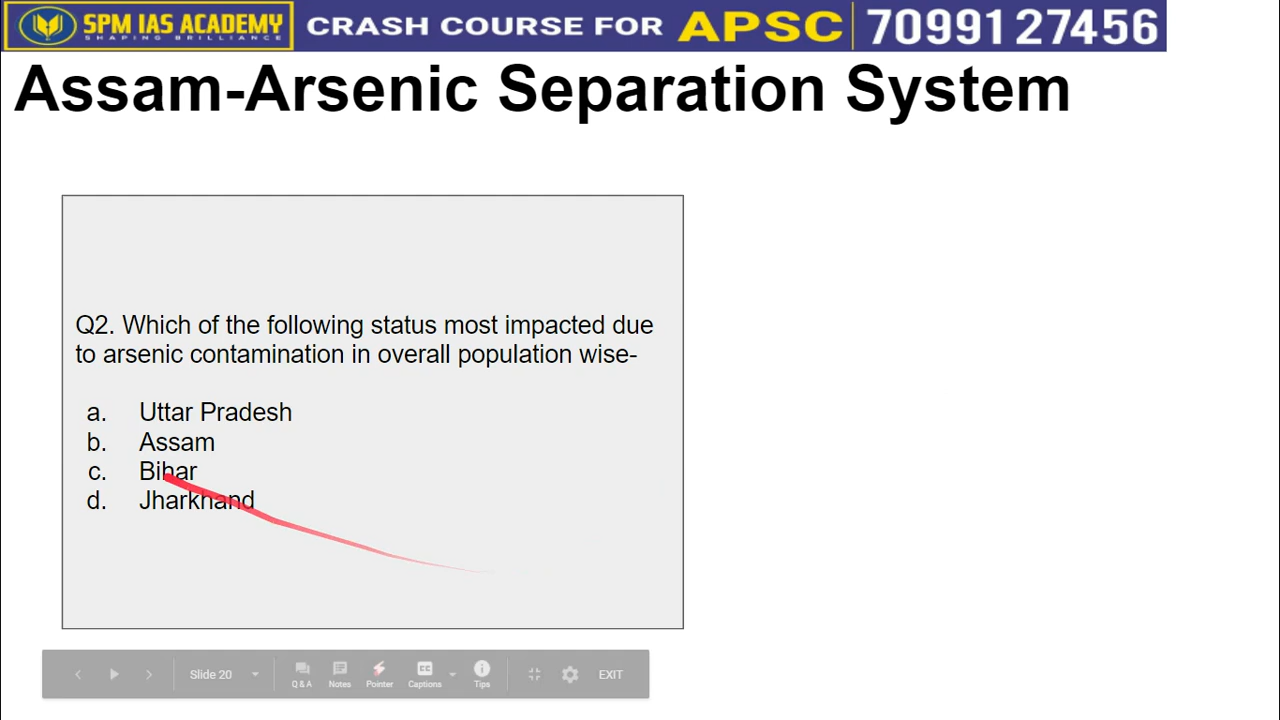 SPM IAS ACADEMY
SHAPING BRILLIANCE
CRASH COURSE FOR APSC 70991 27456
Assam-Arsenic Separation System
Q2. Which of the following status most impacted due
to arsenic contamination in overall population wise-
a. Uttar Pradesh
b. Assam
c. Bihar
d. Jharkhand
Slide 20
Q & A
Notes
Pointer
CC
Captions
Tips
EXIT